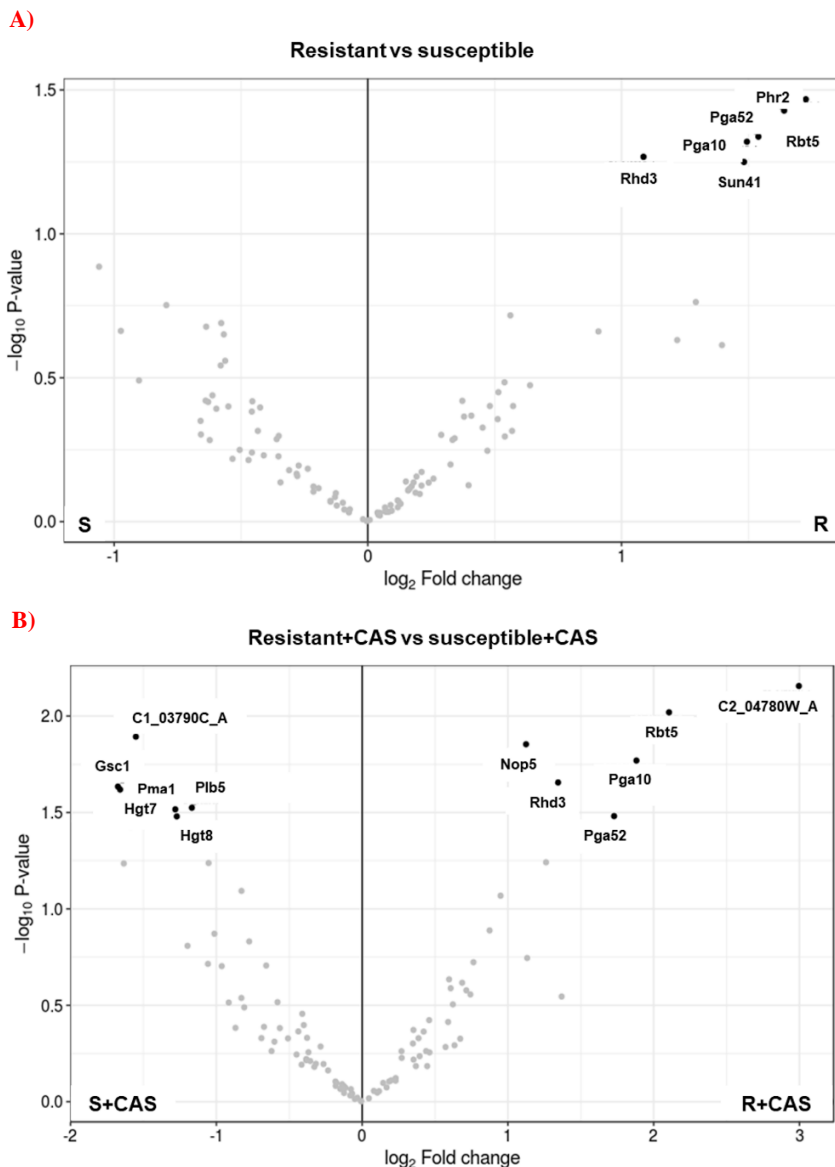 A)
Resistant vs susceptible
1.5
1.0
0.5
0.0
−log10 P-value
Phr2
Pga52
Pga10
Rbt5
Rhd3
Sun41
S
R
-1
0
1
log2 Fold change
B)
Resistant+CAS vs susceptible+CAS
2.0
1.5
1.0
0.5
0.0
−log10 P-value
C1_03790C_A
C2_04780W_A
Rbt5
Gsc1
Nop5
Pga10
Pma1
Plb5
Rhd3
Hgt7
Pga52
Hgt8
S+CAS
R+CAS
-2
-1
0
1
2
3
log2 Fold change